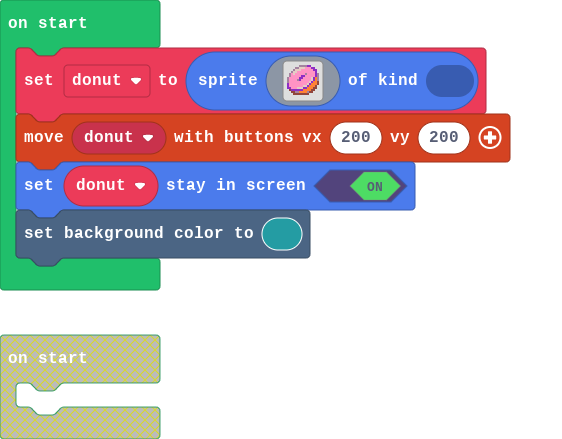 on start
set donut to sprite of kind
move donut with buttons vx 200 vy 200
set donut stay in screen ON
set background color to
on start